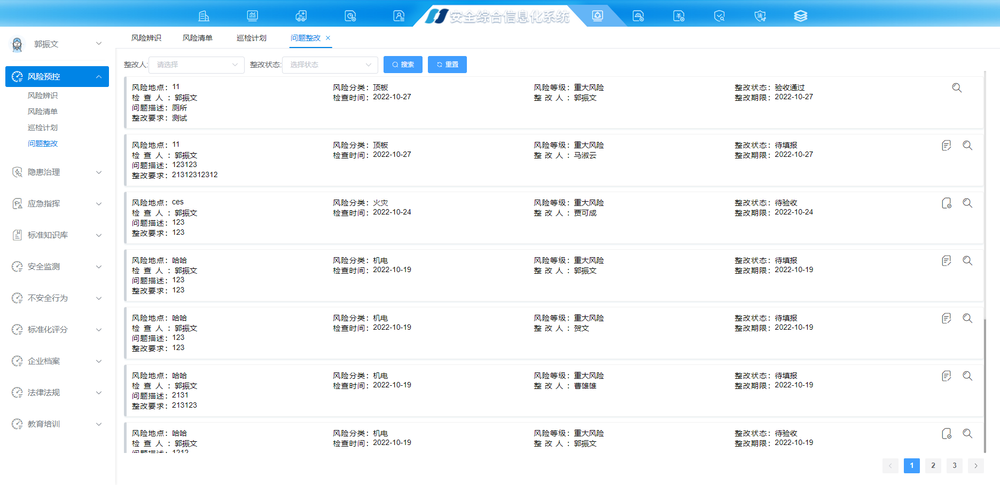 安全综合信息化系统
郭振文
风险辨识 风险清单 巡检计划 问题整改
整改人: 请选择 整改状态: 选择状态 搜索 重置
风险预控
风险辨识
风险清单
巡检计划
问题整改
隐患治理
应急指挥
标准知识库
安全监测
不安全行为
标准化评分
企业档案
法律法规
教育培训
风险地点：11 风险分类：顶板 风险等级：重大风险 整改状态：验收通过
检 查 人 ：郭振文 检查时间：2022-10-27 整 改 人 ：郭振文 整改期限：2022-10-27
问题描述：厕所
整改要求：测试
风险地点：11 风险分类：顶板 风险等级：重大风险 整改状态：待填报
检 查 人 ：郭振文 检查时间：2022-10-27 整 改 人 ：马淑云 整改期限：2022-10-27
问题描述：123123
整改要求：21312312312
风险地点：ces 风险分类：火灾 风险等级：重大风险 整改状态：待验收
检 查 人 ：郭振文 检查时间：2022-10-24 整 改 人 ：贾可成 整改期限：2022-10-24
问题描述：123
整改要求：123
风险地点：哈哈 风险分类：机电 风险等级：重大风险 整改状态：待填报
检 查 人 ：郭振文 检查时间：2022-10-19 整 改 人 ：郭振文 整改期限：2022-10-19
问题描述：123
整改要求：123
风险地点：哈哈 风险分类：机电 风险等级：重大风险 整改状态：待填报
检 查 人 ：郭振文 检查时间：2022-10-19 整 改 人 ：贺文 整改期限：2022-10-19
问题描述：123
整改要求：123
风险地点：哈哈 风险分类：机电 风险等级：重大风险 整改状态：待填报
检 查 人 ：郭振文 检查时间：2022-10-19 整 改 人 ：曹雄雄 整改期限：2022-10-19
问题描述：2131
整改要求：213123
风险地点：哈哈 风险分类：机电 风险等级：重大风险 整改状态：待验收
检 查 人 ：郭振文 检查时间：2022-10-19 整 改 人 ：郭振文 整改期限：2022-10-19
问题描述：1212
1 2 3